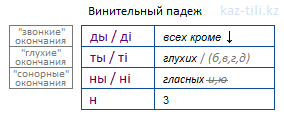 Винительный падеж
kaz-tili.kz
"звонкие" окончания ды / ді всех кроме ↓
"глухие" окончания ты / ті глухих / (б,в,г,д)
"сонорные" окончания ны / ні гласных и,ю
н 3